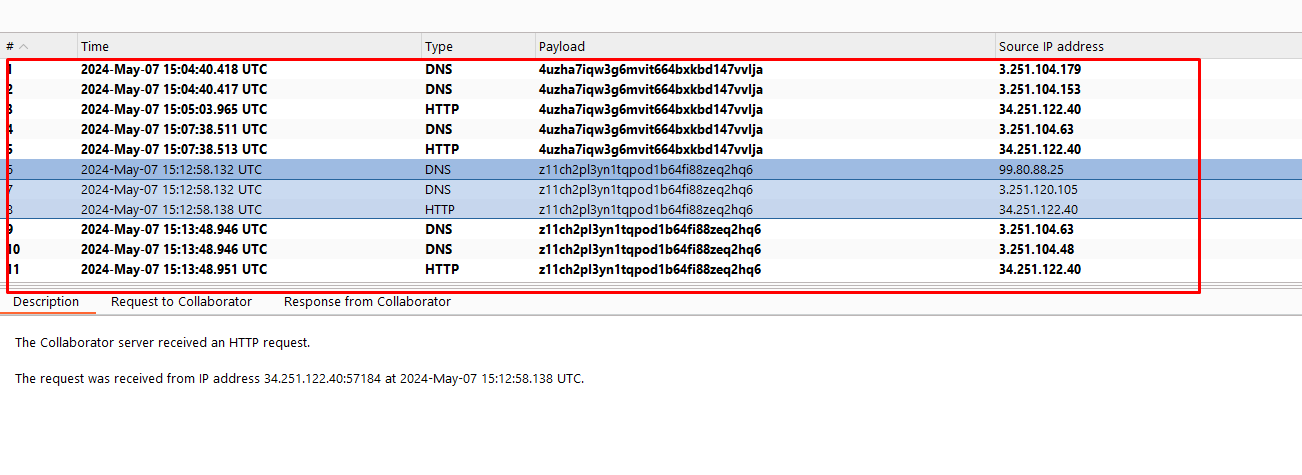 # Time Type Payload Source IP address
1 2024-May-07 15:04:40.418 UTC DNS 4uzha7iqw3g6mvit664bxkbd147vvlja 3.251.104.179
2 2024-May-07 15:04:40.417 UTC DNS 4uzha7iqw3g6mvit664bxkbd147vvlja 3.251.104.153
3 2024-May-07 15:05:03.965 UTC HTTP 4uzha7iqw3g6mvit664bxkbd147vvlja 34.251.122.40
4 2024-May-07 15:07:38.511 UTC DNS 4uzha7iqw3g6mvit664bxkbd147vvlja 3.251.104.63
5 2024-May-07 15:07:38.513 UTC HTTP 4uzha7iqw3g6mvit664bxkbd147vvlja 34.251.122.40
6 2024-May-07 15:12:58.132 UTC DNS z11ch2pl3yn1tqpod1b64fi88zeq2hq6 99.80.88.25
7 2024-May-07 15:12:58.132 UTC DNS z11ch2pl3yn1tqpod1b64fi88zeq2hq6 3.251.120.105
8 2024-May-07 15:12:58.138 UTC HTTP z11ch2pl3yn1tqpod1b64fi88zeq2hq6 34.251.122.40
9 2024-May-07 15:13:48.946 UTC DNS z11ch2pl3yn1tqpod1b64fi88zeq2hq6 3.251.104.63
10 2024-May-07 15:13:48.946 UTC DNS z11ch2pl3yn1tqpod1b64fi88zeq2hq6 3.251.104.48
11 2024-May-07 15:13:48.951 UTC HTTP z11ch2pl3yn1tqpod1b64fi88zeq2hq6 34.251.122.40
Description Request to Collaborator Response from Collaborator
The Collaborator server received an HTTP request.
The request was received from IP address 34.251.122.40:57184 at 2024-May-07 15:12:58.138 UTC.